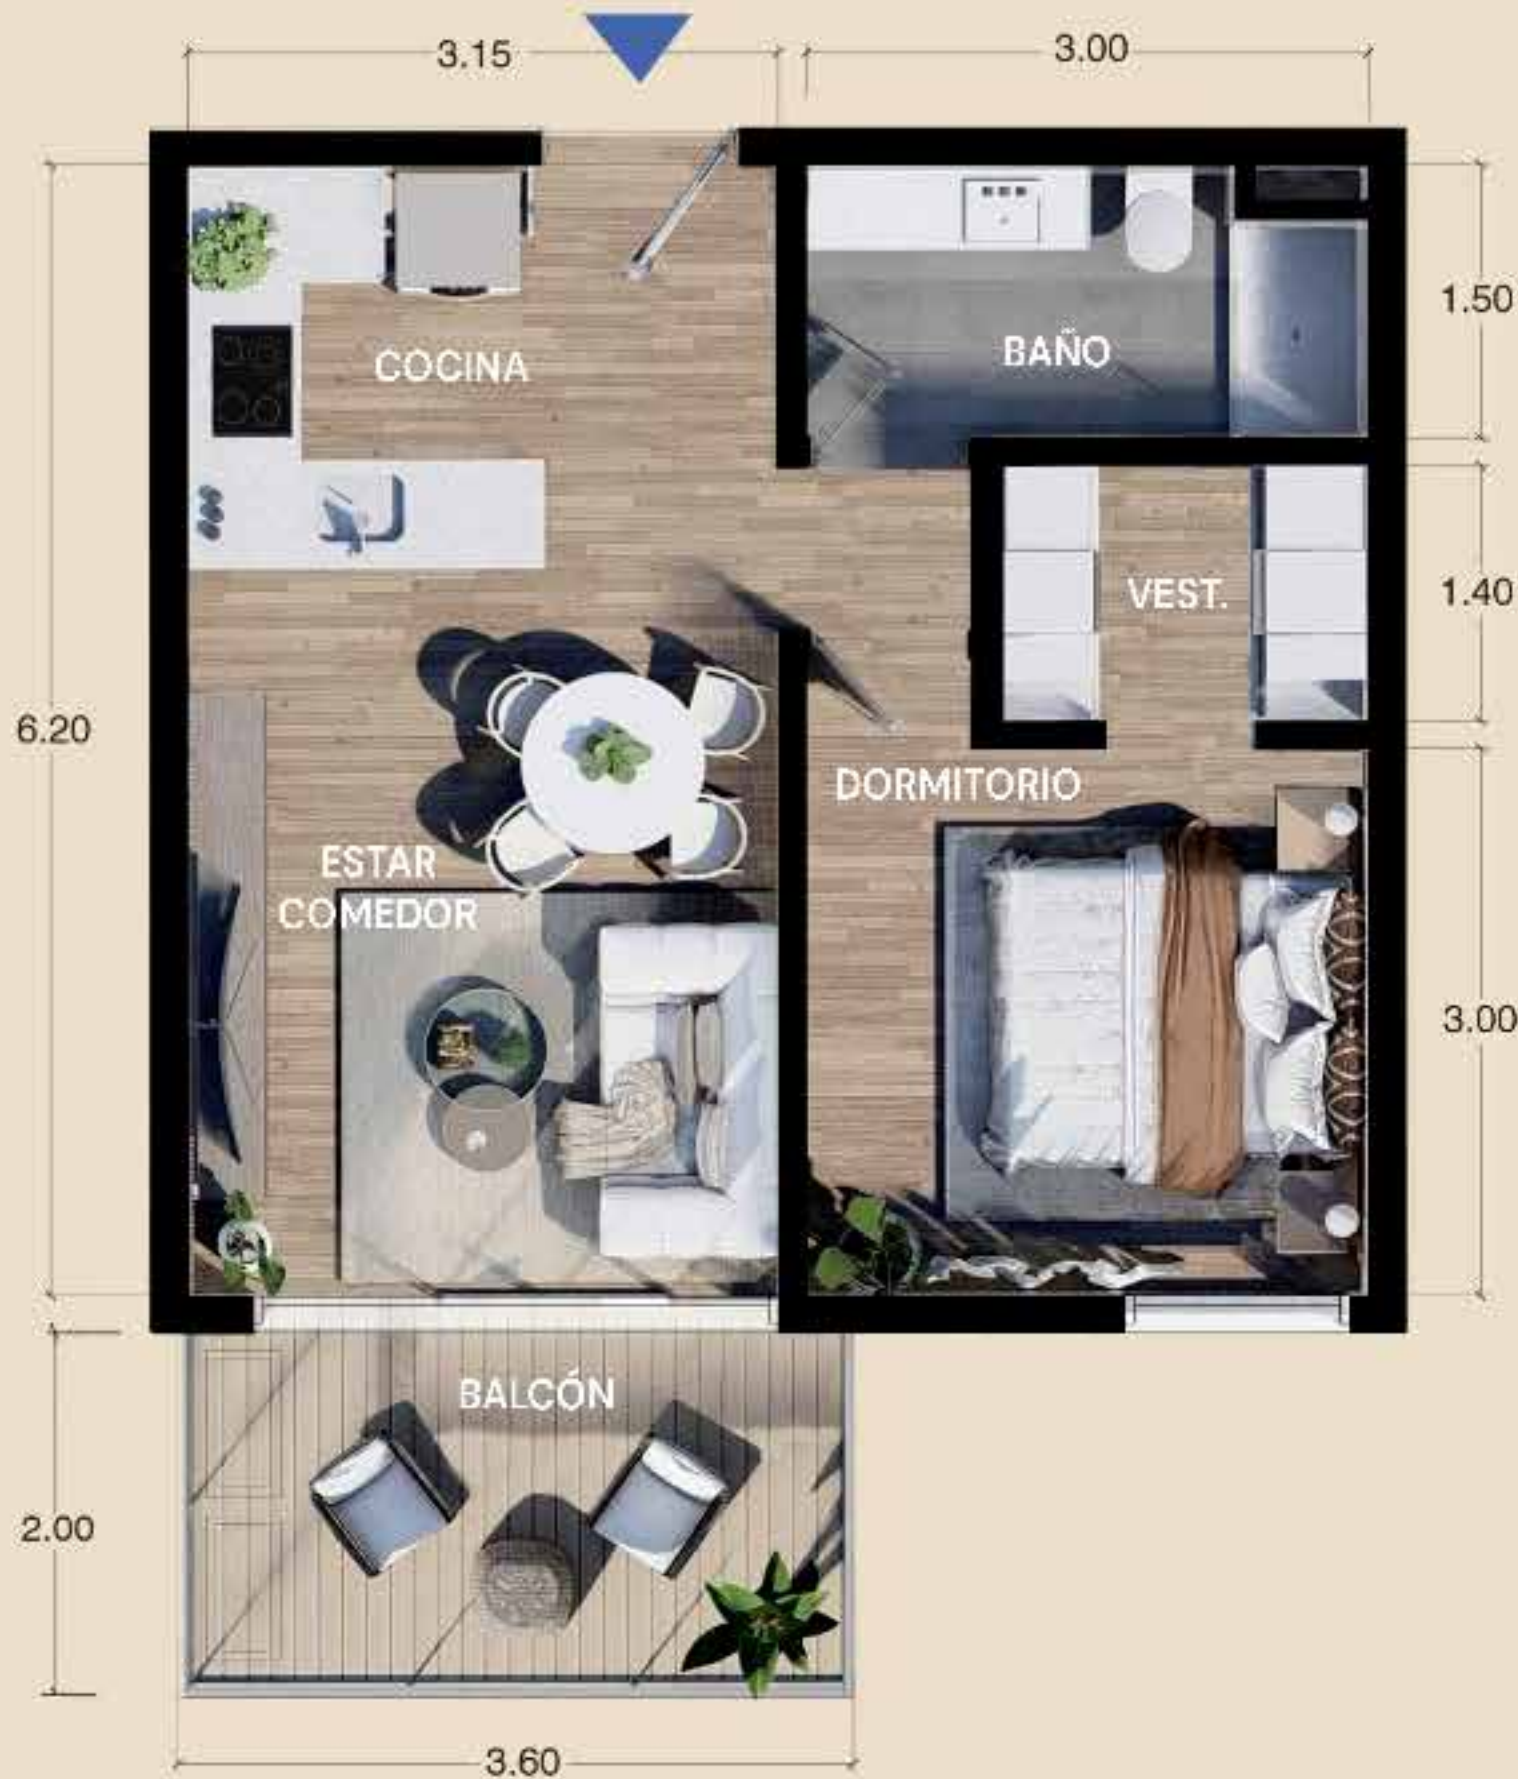 3.15
3.00
1.50
COCINA
BAÑO
1.40
VEST.
6.20
DORMITORIO
ESTAR
COMEDOR
3.00
BALCÓN
2.00
3.60